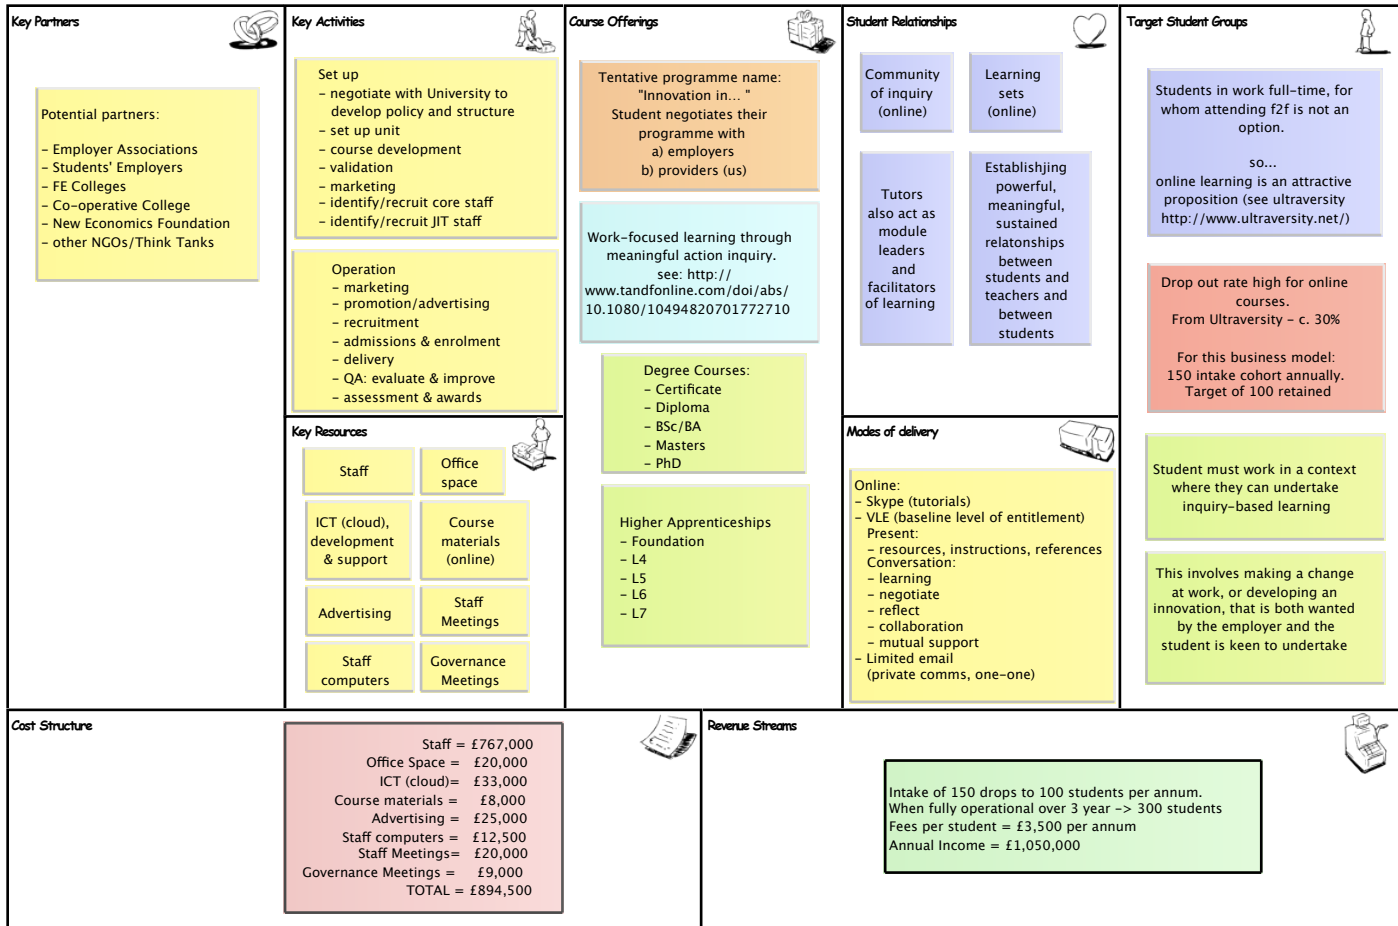 Key Partners
Potential partners:
- Employer Associations
- Students' Employers
- FE Colleges
- Co-operative College
- New Economics Foundation
- other NGOs/Think Tanks
Key Activities
Set up
- negotiate with University to
develop policy and structure
- set up unit
- course development
- validation
- marketing
- identify/recruit core staff
- identify/recruit JIT staff
Operation
- marketing
- promotion/advertising
- recruitment
- admissions & enrolment
- delivery
- QA: evaluate & improve
- assessment & awards
Key Resources
Staff
Office
space
ICT (cloud),
development
& support
Course
materials
(online)
Advertising
Staff
Meetings
Staff
computers
Governance
Meetings
Course Offerings
Tentative programme name:
"Innovation in... "
Student negotiates their
programme with
a) employers
b) providers (us)
Work-focused learning through
meaningful action inquiry.
see: http://
www.tandfonline.com/doi/abs/
10.1080/10494820701772710
Degree Courses:
- Certificate
- Diploma
- BSc/BA
- Masters
- PhD
Higher Apprenticeships
- Foundation
- L4
- L5
- L6
- L7
Student Relationships
Community
of inquiry
(online)
Learning
sets
(online)
Tutors
also act as
module
leaders
and
facilitators
of learning
Establishjing
powerful,
meaningful,
sustained
relatonships
between
students and
teachers and
between
students
Modes of delivery
Online:
- Skype (tutorials)
- VLE (baseline level of entitlement)
Present:
- resources, instructions, references
Conversation:
- learning
- negotiate
- reflect
- collaboration
- mutual support
- Limited email
(private comms, one-one)
Target Student Groups
Students in work full-time, for
whom attending f2f is not an
option.
so...
online learning is an attractive
proposition (see ultraversity
http://www.ultraversity.net/)
Drop out rate high for online
courses.
From Ultraversity - c. 30%
For this business model:
150 intake cohort annually.
Target of 100 retained
Student must work in a context
where they can undertake
inquiry-based learning
This involves making a change
at work, or developing an
innovation, that is both wanted
by the employer and the
student is keen to undertake
Cost Structure
Staff = £767,000
Office Space = £20,000
ICT (cloud)= £33,000
Course materials = £8,000
Advertising = £25,000
Staff computers = £12,500
Staff Meetings= £20,000
Governance Meetings = £9,000
TOTAL = £894,500
Revenue Streams
Intake of 150 drops to 100 students per annum.
When fully operational over 3 year -> 300 students
Fees per student = £3,500 per annum
Annual Income = £1,050,000